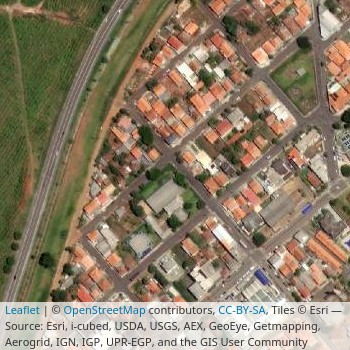 Leaflet | © OpenStreetMap contributors, CC-BY-SA, Tiles © Esri —
Source: Esri, i-cubed, USDA, USGS, AEX, GeoEye, Getmapping,
Aerogrid, IGN, IGP, UPR-EGP, and the GIS User Community